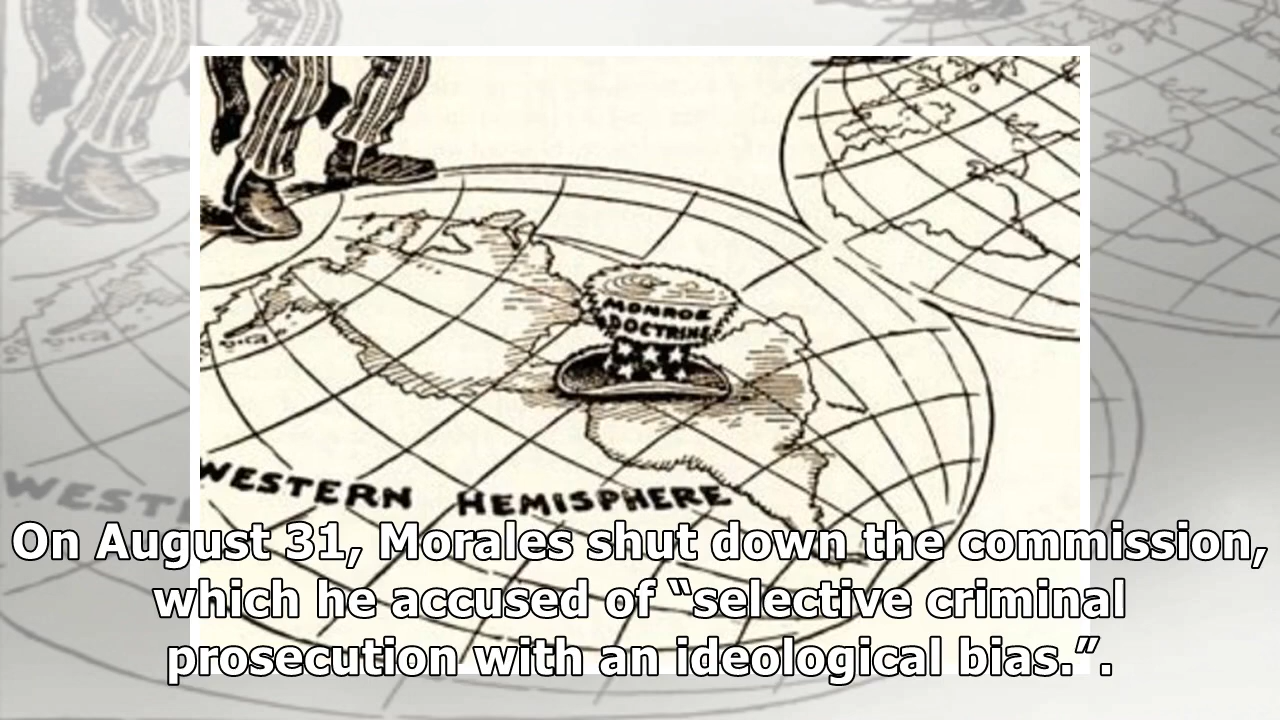 MONROE
DOCTRINE
WESTERN HEMISPHERE
WEST
On August 31, Morales shut down the commission,
which he accused of “selective criminal
prosecution with an ideological bias.”.